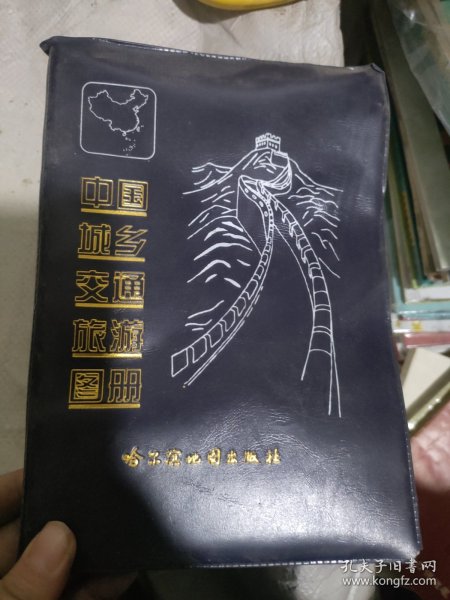 中国
城乡
交通
旅游
图册
哈尔滨地图出版社
孔夫子旧书网
www.kongfz.com